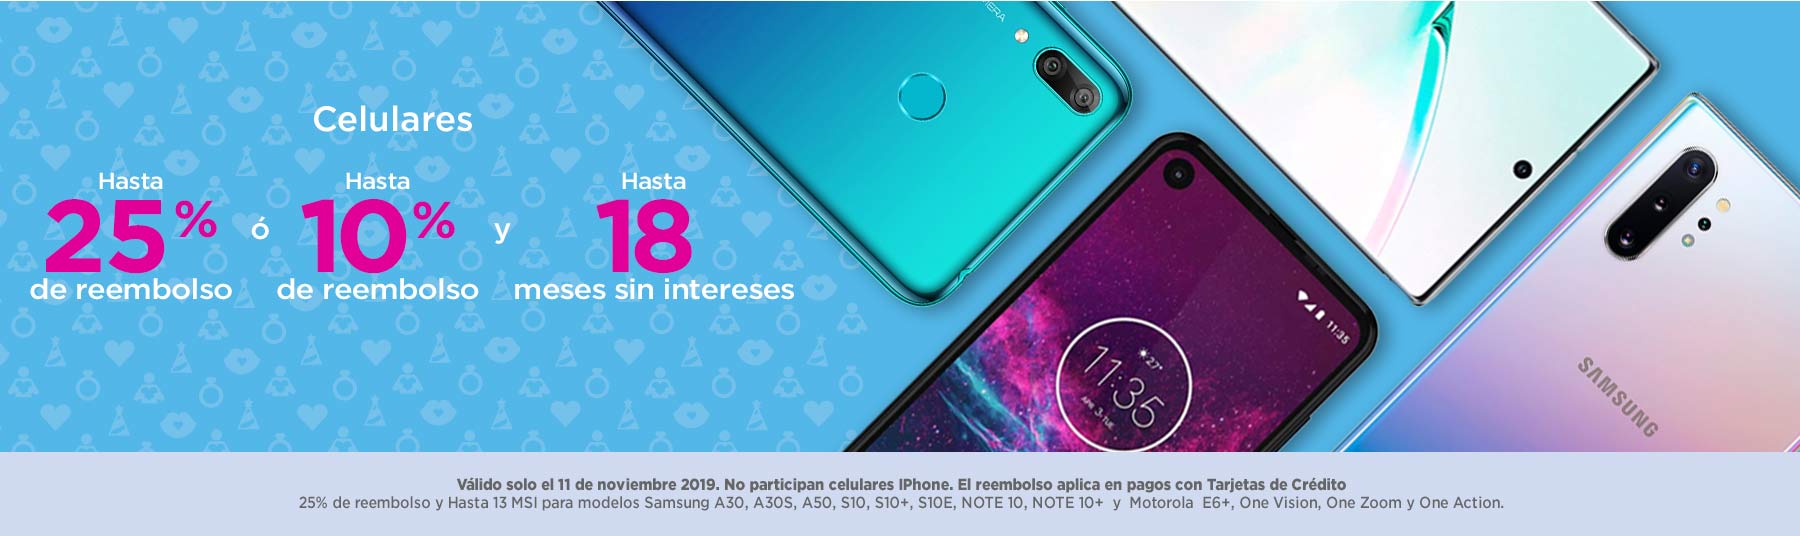 Celulares
Hasta
25%
de reembolso
ó
Hasta
10%
de reembolso
y
Hasta
18
meses sin intereses
11:35
27°
11:35
SAMSUNG
Válido solo el 11 de noviembre 2019. No participan celulares IPhone. El reembolso aplica en pagos con Tarjetas de Crédito
25% de reembolso y Hasta 13 MSI para modelos Samsung A30, A30S, A50, S10, S10+, S10E, NOTE 10, NOTE 10+ y Motorola E6+, One Vision, One Zoom y One Action.